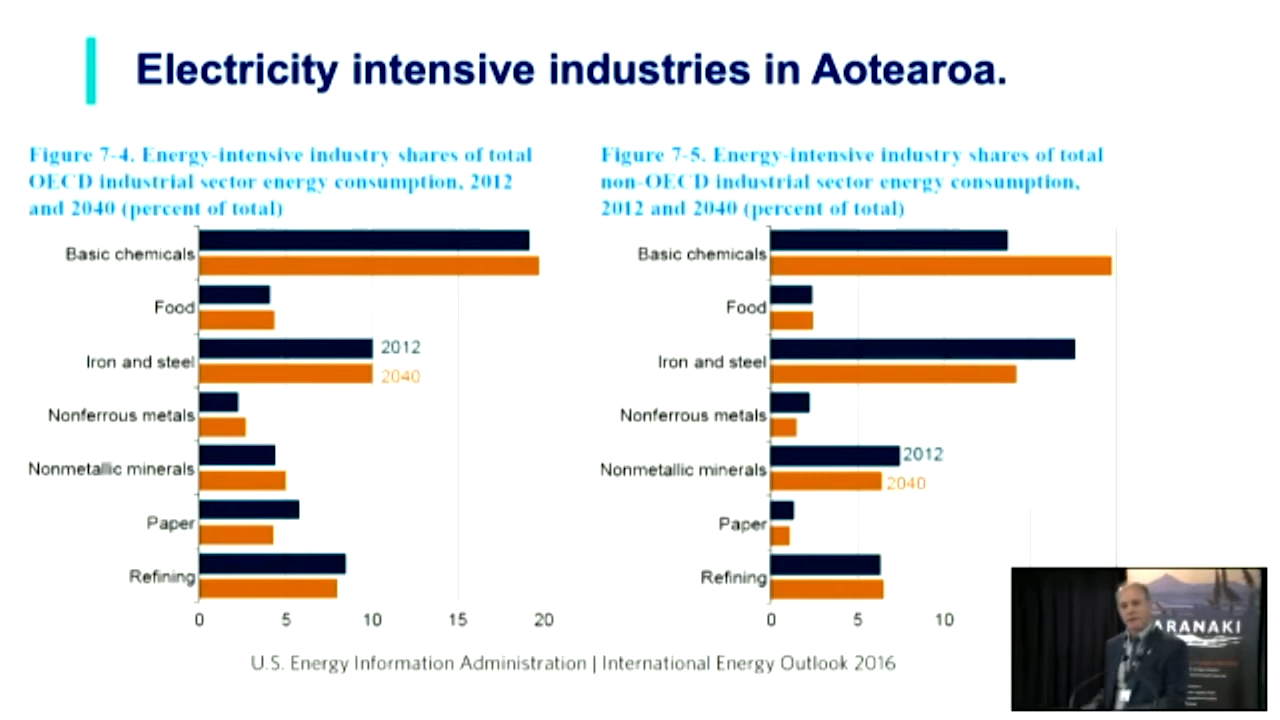 Electricity intensive industries in Aotearoa.
Figure 7-4. Energy-intensive industry shares of total
OECD industrial sector energy consumption, 2012
and 2040 (percent of total)
Basic chemicals
Food
Iron and steel
2012
2040
Nonferrous metals
Nonmetallic minerals
Paper
Refining
0 5 10 15 20
Figure 7-5. Energy-intensive industry shares of total
non-OECD industrial sector energy consumption,
2012 and 2040 (percent of total)
Basic chemicals
Food
Iron and steel
Nonferrous metals
Nonmetallic minerals
2012
2040
Paper
Refining
0 5 10
U.S. Energy Information Administration | International Energy Outlook 2016
ARANAKI